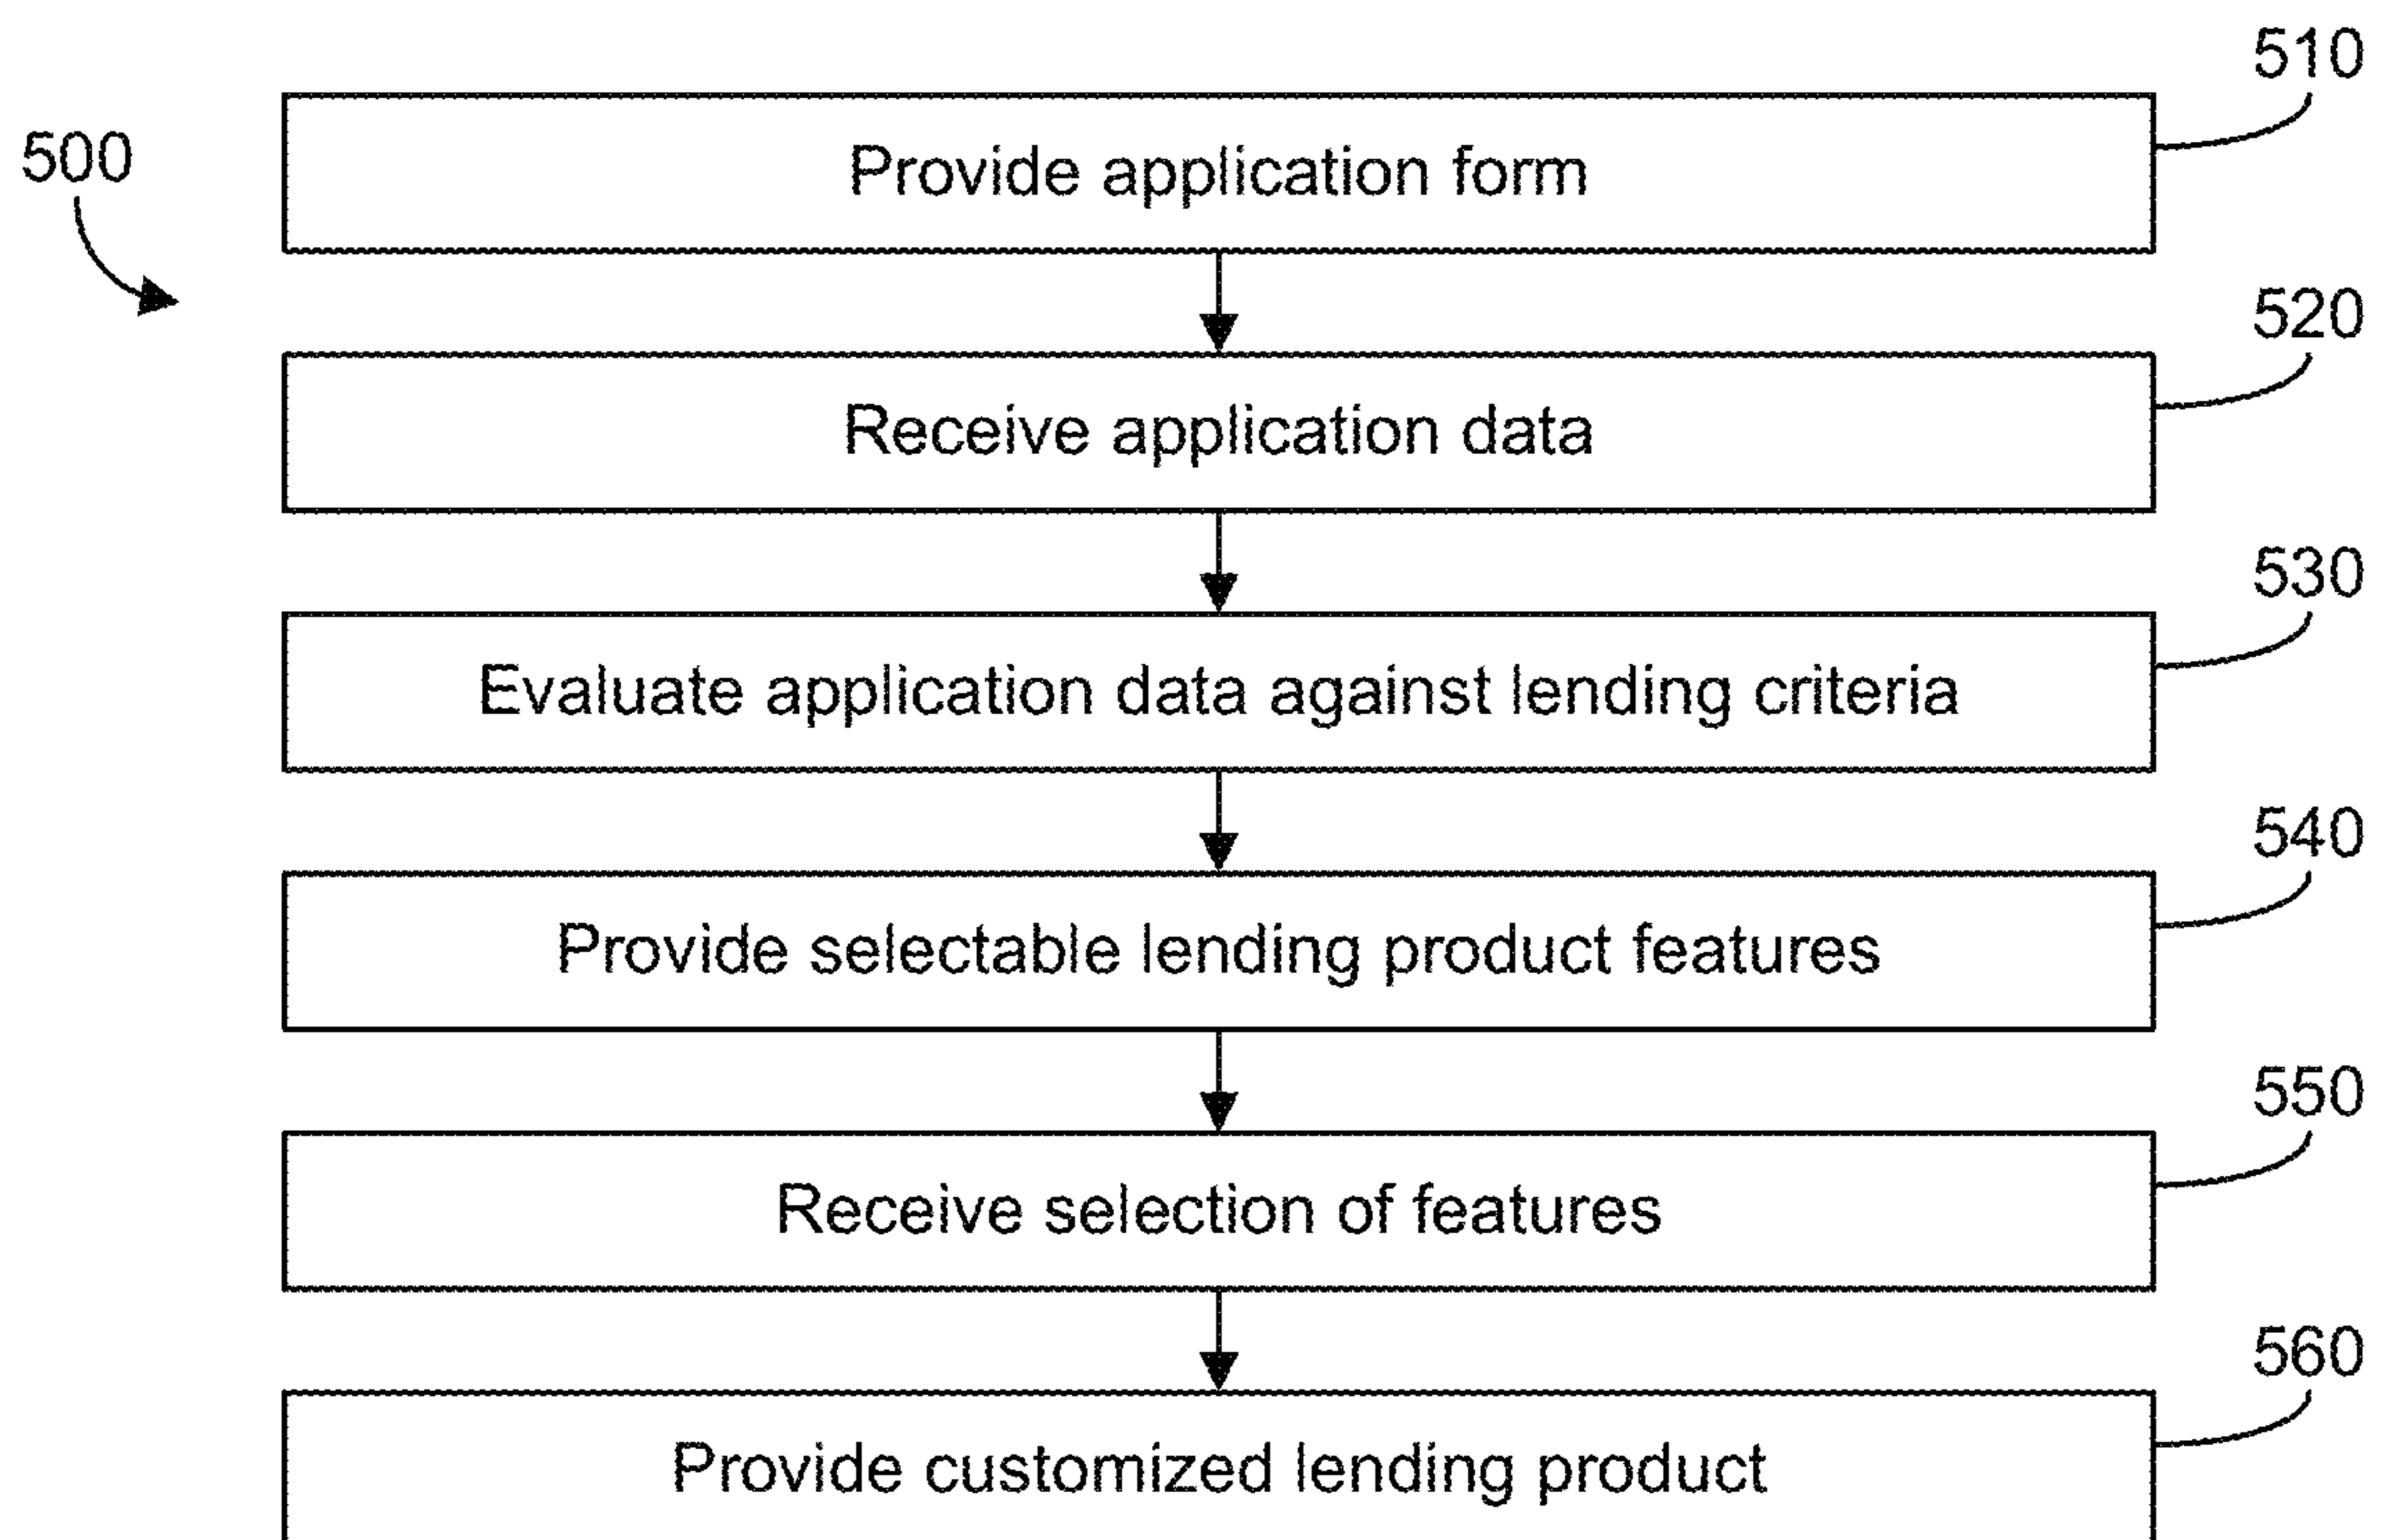 510
500
Provide application form
520
Receive application data
530
Evaluate application data against lending criteria
540
Provide selectable lending product features
550
Receive selection of features
560
Provide customized lending product